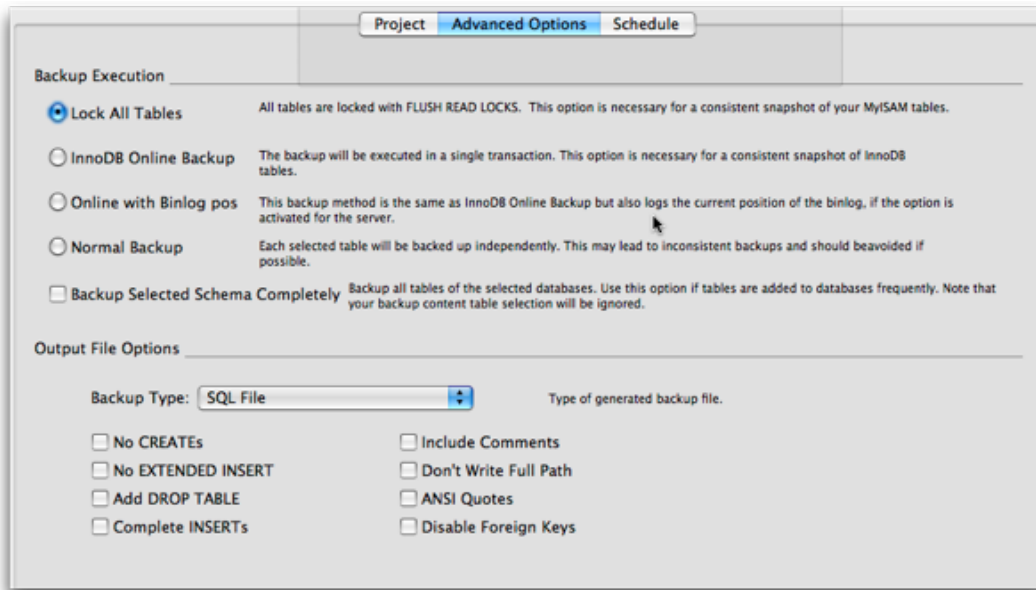 Project Advanced Options Schedule
Backup Execution
Lock All Tables All tables are locked with FLUSH READ LOCKS. This option is necessary for a consistent snapshot of your MyISAM tables.
InnoDB Online Backup The backup will be executed in a single transaction. This option is necessary for a consistent snapshot of InnoDB
tables.
Online with Binlog pos This backup method is the same as InnoDB Online Backup but also logs the current position of the binlog, if the option is
activated for the server.
Normal Backup Each selected table will be backed up independently. This may lead to inconsistent backups and should beavoided if
possible.
Backup Selected Schema Completely Backup all tables of the selected databases. Use this option if tables are added to databases frequently. Note that
your backup content table selection will be ignored.
Output File Options
Backup Type: SQL File Type of generated backup file.
No CREATEs Include Comments
No EXTENDED INSERT Don't Write Full Path
Add DROP TABLE ANSI Quotes
Complete INSERTs Disable Foreign Keys